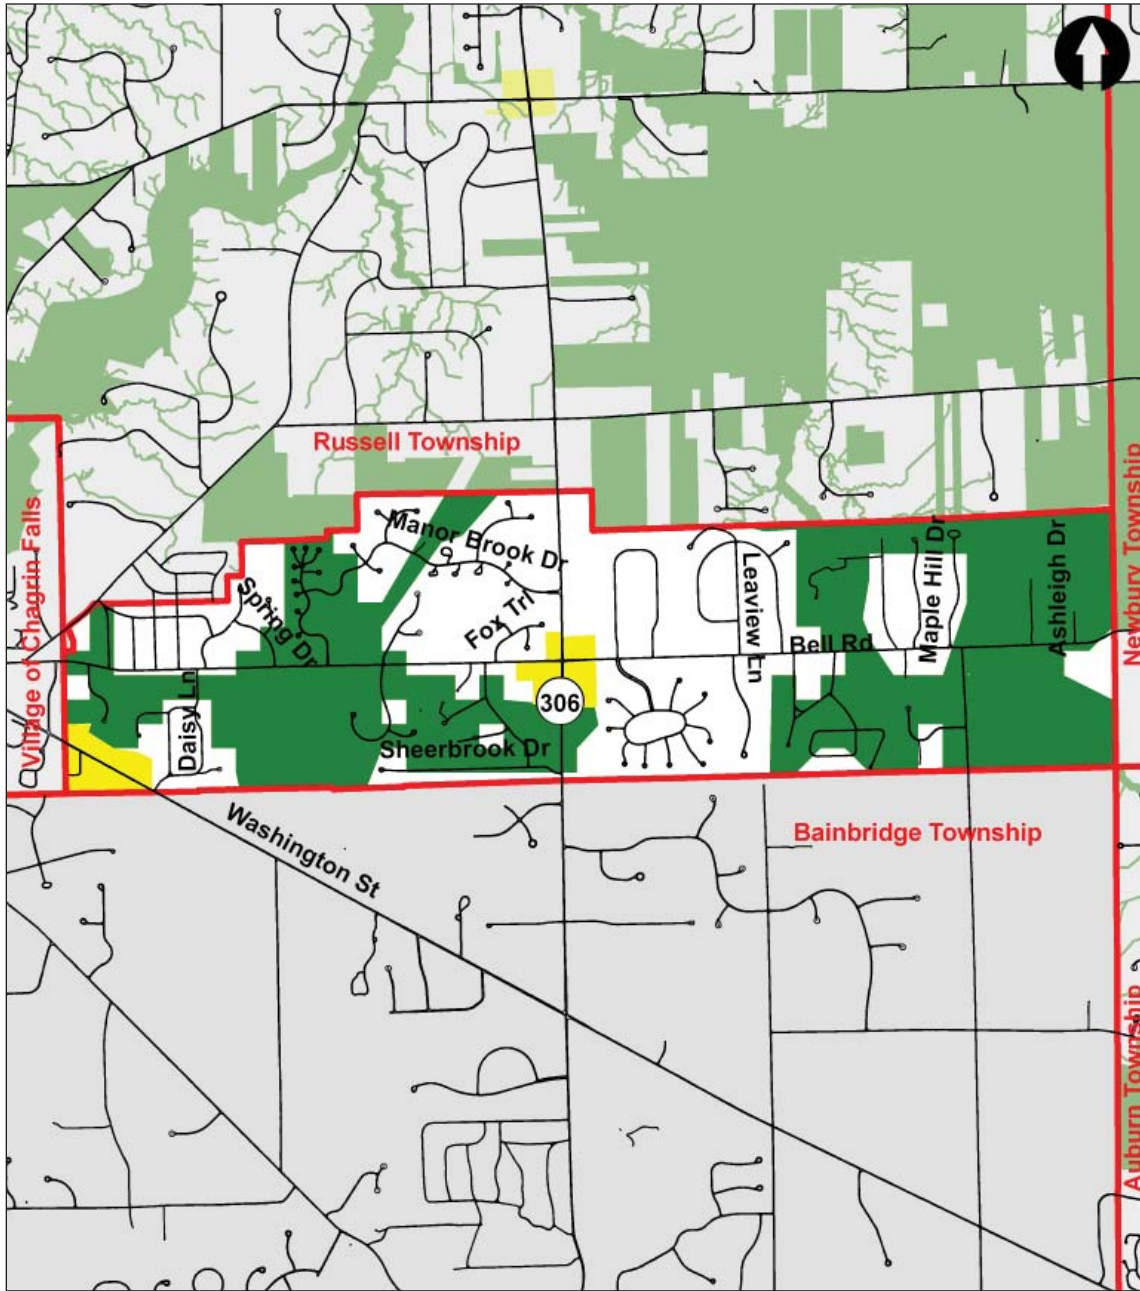 Russell Township
Village of Chagrin Falls
Newbury Township
Manor Brook Dr
Spring Dr
Fox Trl
Leaview Ln
Bell Rd
Maple Hill Dr
Ashleigh Dr
Daisy Ln
306
Sheerbrook Dr
Washington St
Bainbridge Township
Auburn Township